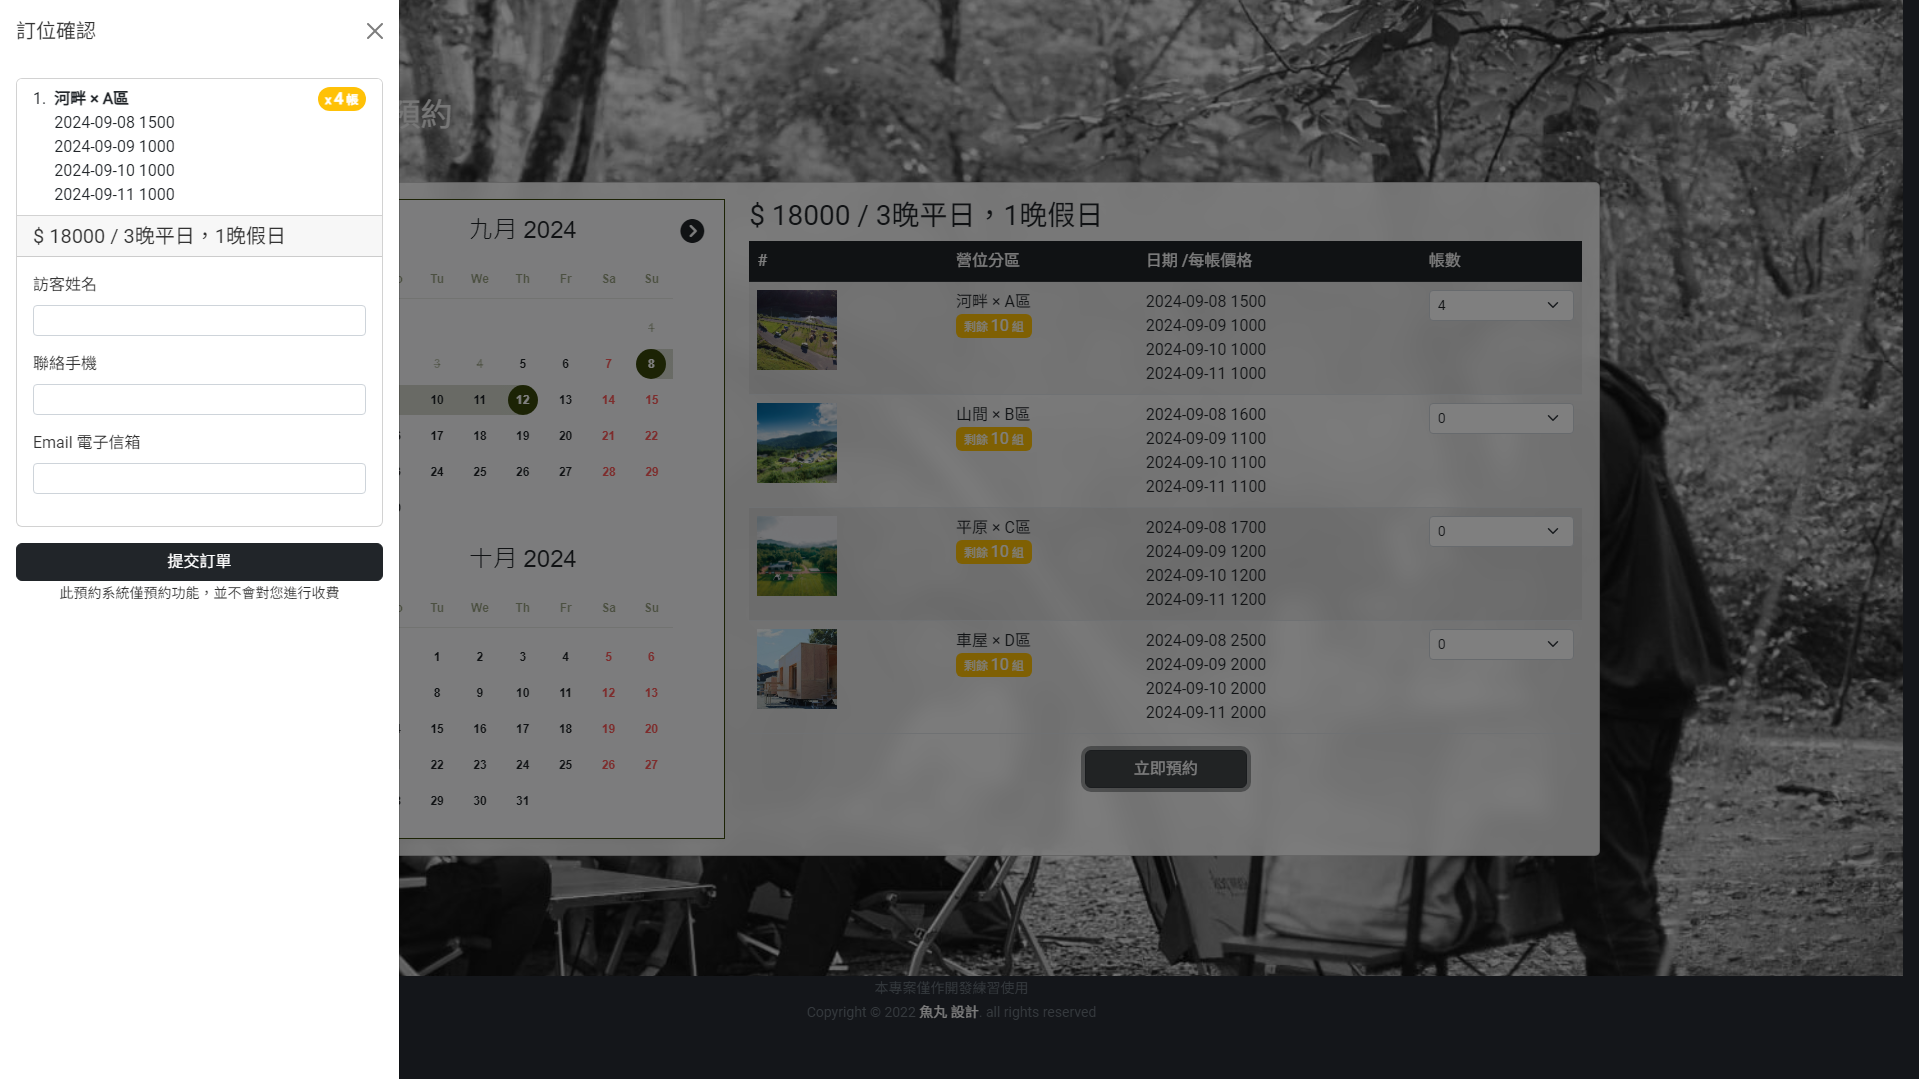 訂位確認
1. 河畔 × A區 x 4 帳
2024-09-08 1500
2024-09-09 1000
2024-09-10 1000
2024-09-11 1000
$ 18000 / 3晚平日，1晚假日
訪客姓名
聯絡手機
Email 電子信箱
提交訂單
此預約系統僅預約功能，並不會對您進行收費
預約
九月 2024
Tu We Th Fr Sa Su
1
3 4 5 6 7 8
10 11 12 13 14 15
17 18 19 20 21 22
24 25 26 27 28 29
十月 2024
Tu We Th Fr Sa Su
1 2 3 4 5 6
8 9 10 11 12 13
15 16 17 18 19 20
22 23 24 25 26 27
29 30 31
$ 18000 / 3晚平日，1晚假日
# 營位分區 日期 /每帳價格 帳數
河畔 × A區 2024-09-08 1500 4
剩餘 10 組 2024-09-09 1000
2024-09-10 1000
2024-09-11 1000
山間 × B區 2024-09-08 1600 0
剩餘 10 組 2024-09-09 1100
2024-09-10 1100
2024-09-11 1100
平原 × C區 2024-09-08 1700 0
剩餘 10 組 2024-09-09 1200
2024-09-10 1200
2024-09-11 1200
車屋 × D區 2024-09-08 2500 0
剩餘 10 組 2024-09-09 2000
2024-09-10 2000
2024-09-11 2000
立即預約
本專案僅作開發練習使用
Copyright © 2022 魚丸 設計. all rights reserved